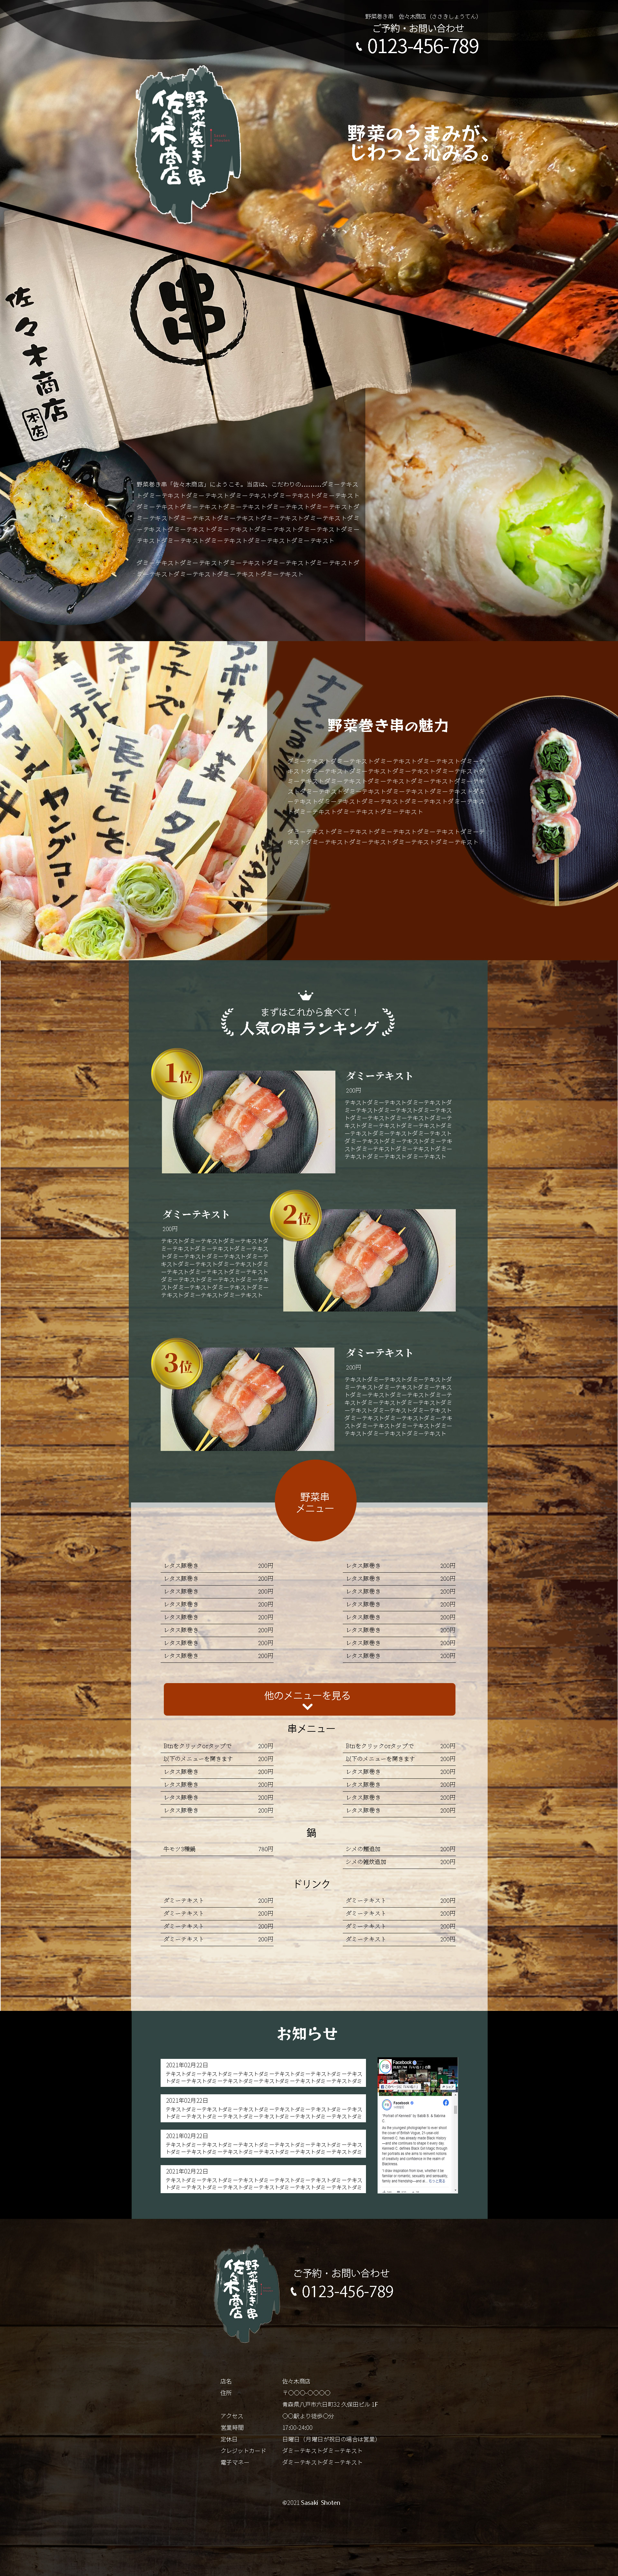 野菜巻き串 佐々木商店（ささきしょうてん）
ご予約・お問い合わせ
0123-456-789
野菜巻き串
佐々木商店
野菜のうまみが、
じわっと沁みる。
串
佐々木商店
本店
野菜巻き串「佐々木商店」にようこそ。当店は、こだわりの………ダミーテキス
トダミーテキストダミーテキストダミーテキストダミーテキストダミーテキスト
ダミーテキストダミーテキストダミーテキストダミーテキストダミーテキストダ
ミーテキストダミーテキストダミーテキストダミーテキストダミーテキストダミ
ーテキストダミーテキストダミーテキストダミーテキストダミーテキストダミー
テキストダミーテキストダミーテキストダミーテキストダミーテキスト
ダミーテキストダミーテキストダミーテキストダミーテキストダミーテキストダ
ミーテキストダミーテキストダミーテキストダミーテキスト
チーズ
ミニトマト
長イモしそ
レタス
ヤングコーン
野菜巻き串の魅力
ダミーテキストダミーテキストダミーテキストダミーテキストダミーテ
キストダミーテキストダミーテキストダミーテキストダミーテキストダ
ダミーテキストダミーテキストダミーテキストダミーテキストダミーテ
キストダミーテキストダミーテキストダミーテキストダミーテキスト
まずはこれから食べて！
人気の串ランキング
1位
ダミーテキスト
200円
テキストダミーテキストダミーテキストダ
ミーテキストダミーテキストダミーテキス
トダミーテキストダミーテキストダミーテ
キストダミーテキストダミーテキストダミ
ーテキストダミーテキストダミーテキスト
ダミーテキストダミーテキストダミーテキ
ストダミーテキストダミーテキストダミー
テキストダミーテキストダミーテキスト
2位
ダミーテキスト
200円
テキストダミーテキストダミーテキストダ
ミーテキストダミーテキストダミーテキス
トダミーテキストダミーテキストダミーテ
キストダミーテキストダミーテキストダミ
ーテキストダミーテキストダミーテキスト
ダミーテキストダミーテキストダミーテキ
ストダミーテキストダミーテキストダミー
テキストダミーテキストダミーテキスト
3位
ダミーテキスト
200円
テキストダミーテキストダミーテキストダ
ミーテキストダミーテキストダミーテキス
トダミーテキストダミーテキストダミーテ
キストダミーテキストダミーテキストダミ
ーテキストダミーテキストダミーテキスト
ダミーテキストダミーテキストダミーテキ
ストダミーテキストダミーテキストダミー
テキストダミーテキストダミーテキスト
野菜串
メニュー
レタス豚巻き 200円 レタス豚巻き 200円
レタス豚巻き 200円 レタス豚巻き 200円
レタス豚巻き 200円 レタス豚巻き 200円
レタス豚巻き 200円 レタス豚巻き 200円
レタス豚巻き 200円 レタス豚巻き 200円
レタス豚巻き 200円 レタス豚巻き 200円
レタス豚巻き 200円 レタス豚巻き 200円
レタス豚巻き 200円 レタス豚巻き 200円
他のメニューを見る
串メニュー
Btnをクリックorタップで 200円 Btnをクリックorタップで 200円
以下のメニューを開きます 200円 以下のメニューを開きます 200円
レタス豚巻き 200円 レタス豚巻き 200円
レタス豚巻き 200円 レタス豚巻き 200円
レタス豚巻き 200円 レタス豚巻き 200円
レタス豚巻き 200円 レタス豚巻き 200円
鍋
780円 シメの麺追加 200円
シメの雑炊追加 200円
ドリンク
ダミーテキスト 200円 ダミーテキスト 200円
ダミーテキスト 200円 ダミーテキスト 200円
ダミーテキスト 200円 ダミーテキスト 200円
ダミーテキスト 200円 ダミーテキスト 200円
お知らせ
2021年02月22日
テキストダミーテキストダミーテキストダミーテキストダミーテキストダミーテキス
トダミーテキストダミーテキストダミーテキストダミーテキストダミーテキストダミ
2021年02月22日
テキストダミーテキストダミーテキストダミーテキストダミーテキストダミーテキス
トダミーテキストダミーテキストダミーテキストダミーテキストダミーテキストダミ
2021年02月22日
テキストダミーテキストダミーテキストダミーテキストダミーテキストダミーテキス
トダミーテキストダミーテキストダミーテキストダミーテキストダミーテキストダミ
2021年02月22日
テキストダミーテキストダミーテキストダミーテキストダミーテキストダミーテキス
トダミーテキストダミーテキストダミーテキストダミーテキストダミーテキストダミ
Facebook
Facebook
野菜巻き串
佐々木商店
ご予約・お問い合わせ
0123-456-789
店名 佐々木商店
住所 〒〇〇〇-〇〇〇〇
青森県八戸市六日町32 久保田ビル 1F
アクセス 〇〇駅より徒歩〇分
営業時間 17:00-24:00
定休日 日曜日（月曜日が祝日の場合は営業）
クレジットカード ダミーテキストダミーテキスト
電子マネー ダミーテキストダミーテキスト
©2021 Sasaki Shoten